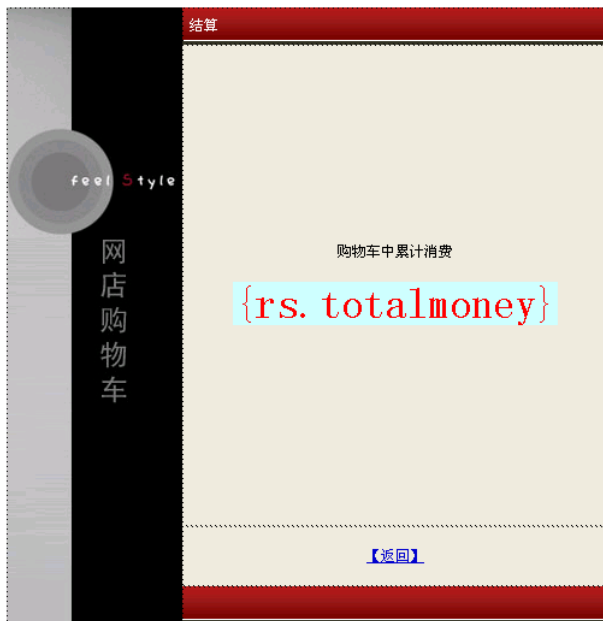 结算
feel Style
网
店
购
物
车
购物车中累计消费
{rs.totalmoney}
【返回】